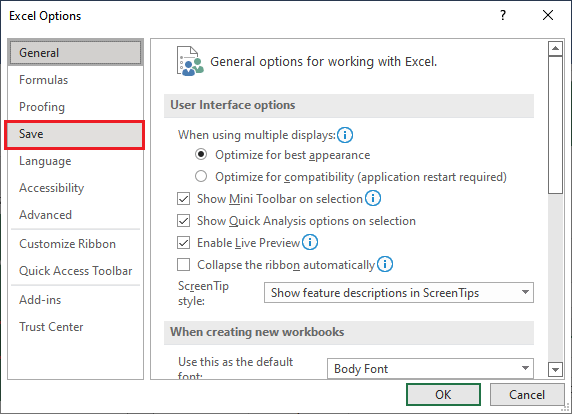 Excel Options
?
General
Formulas
Proofing
Save
Language
Accessibility
Advanced
Customize Ribbon
Quick Access Toolbar
Add-ins
Trust Center
General options for working with Excel.
User Interface options
When using multiple displays:
Optimize for best appearance
Optimize for compatibility (application restart required)
Show Mini Toolbar on selection
Show Quick Analysis options on selection
Enable Live Preview
Collapse the ribbon automatically
ScreenTip
style:
Show feature descriptions in ScreenTips
When creating new workbooks
Use this as the default
font:
Body Font
OK
Cancel